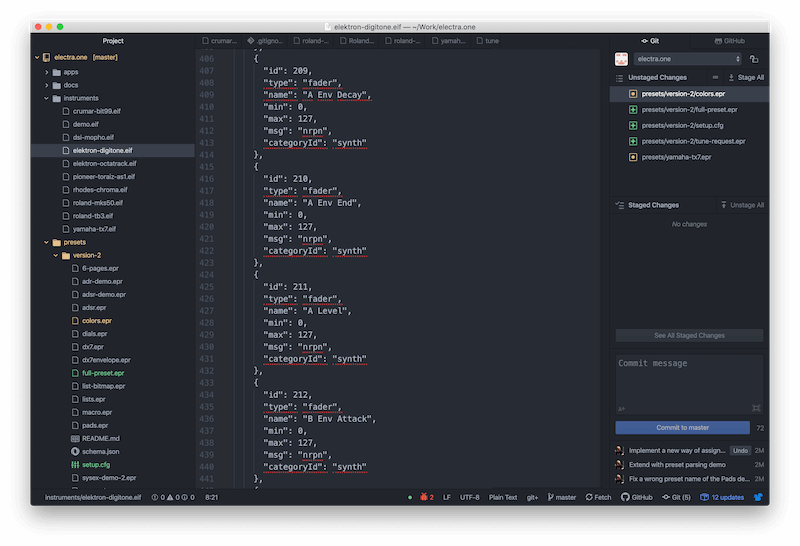 elektron-digitone.eif — ~/Work/electra.one
Project
electra.one [master]
apps
docs
instruments
crumar-bit99.eif
demo.eif
dsl-mopho.eif
elektron-digitone.eif
elektron-octatrack.eif
pioneer-toraiz-as1.eif
rhodes-chroma.eif
roland-mks50.eif
roland-tb3.eif
yamaha-tx7.eif
presets
version-2
6-pages.epr
adr-demo.epr
adsr-demo.epr
adsr.epr
colors.epr
dials.epr
dx7.epr
dx7envelope.epr
full-preset.epr
list-bitmap.epr
lists.epr
macro.epr
pads.epr
README.md
schema.json
setup.cfg
sysex-demo-2.epr
crumar...
.gitigno...
roland-...
Roland...
roland-...
yamah...
tune
406 },
407 {
408 "id": 209,
409 "type": "fader",
409 "name": "A Env Decay",
410 "min": 0,
411 "max": 127,
412 "msg": "nrpn",
413 "categoryId": "synth"
414 },
415 {
416 "id": 210,
417 "type": "fader",
418 "name": "A Env End",
419 "min": 0,
420 "max": 127,
421 "msg": "nrpn",
422 "categoryId": "synth"
423 },
424 {
425 "id": 211,
426 "type": "fader",
427 "name": "A Level",
428 "min": 0,
429 "max": 127,
430 "msg": "nrpn",
431 "categoryId": "synth"
432 },
433 {
434 "id": 212,
435 "type": "fader",
436 "name": "B Env Attack",
437 "min": 0,
438 "max": 127,
439 "msg": "nrpn",
440 "categoryId": "synth"
441 },
Git
GitHub
electra.one
Unstaged Changes
Stage All
presets/version-2/colors.epr
presets/version-2/full-preset.epr
presets/version-2/setup.cfg
presets/version-2/tune-request.epr
presets/yamaha-tx7.epr
Staged Changes
Unstage All
No changes
See All Staged Changes
Commit message
Commit to master
72
Implement a new way of assign... Undo 2M
Extend with preset parsing demo 2M
Fix a wrong preset name of the Pads de... 2M
instruments/elektron-digitone.eif 0 0 0 8:21
2 LF UTF-8 Plain Text git+ master Fetch GitHub Git (5) 12 updates